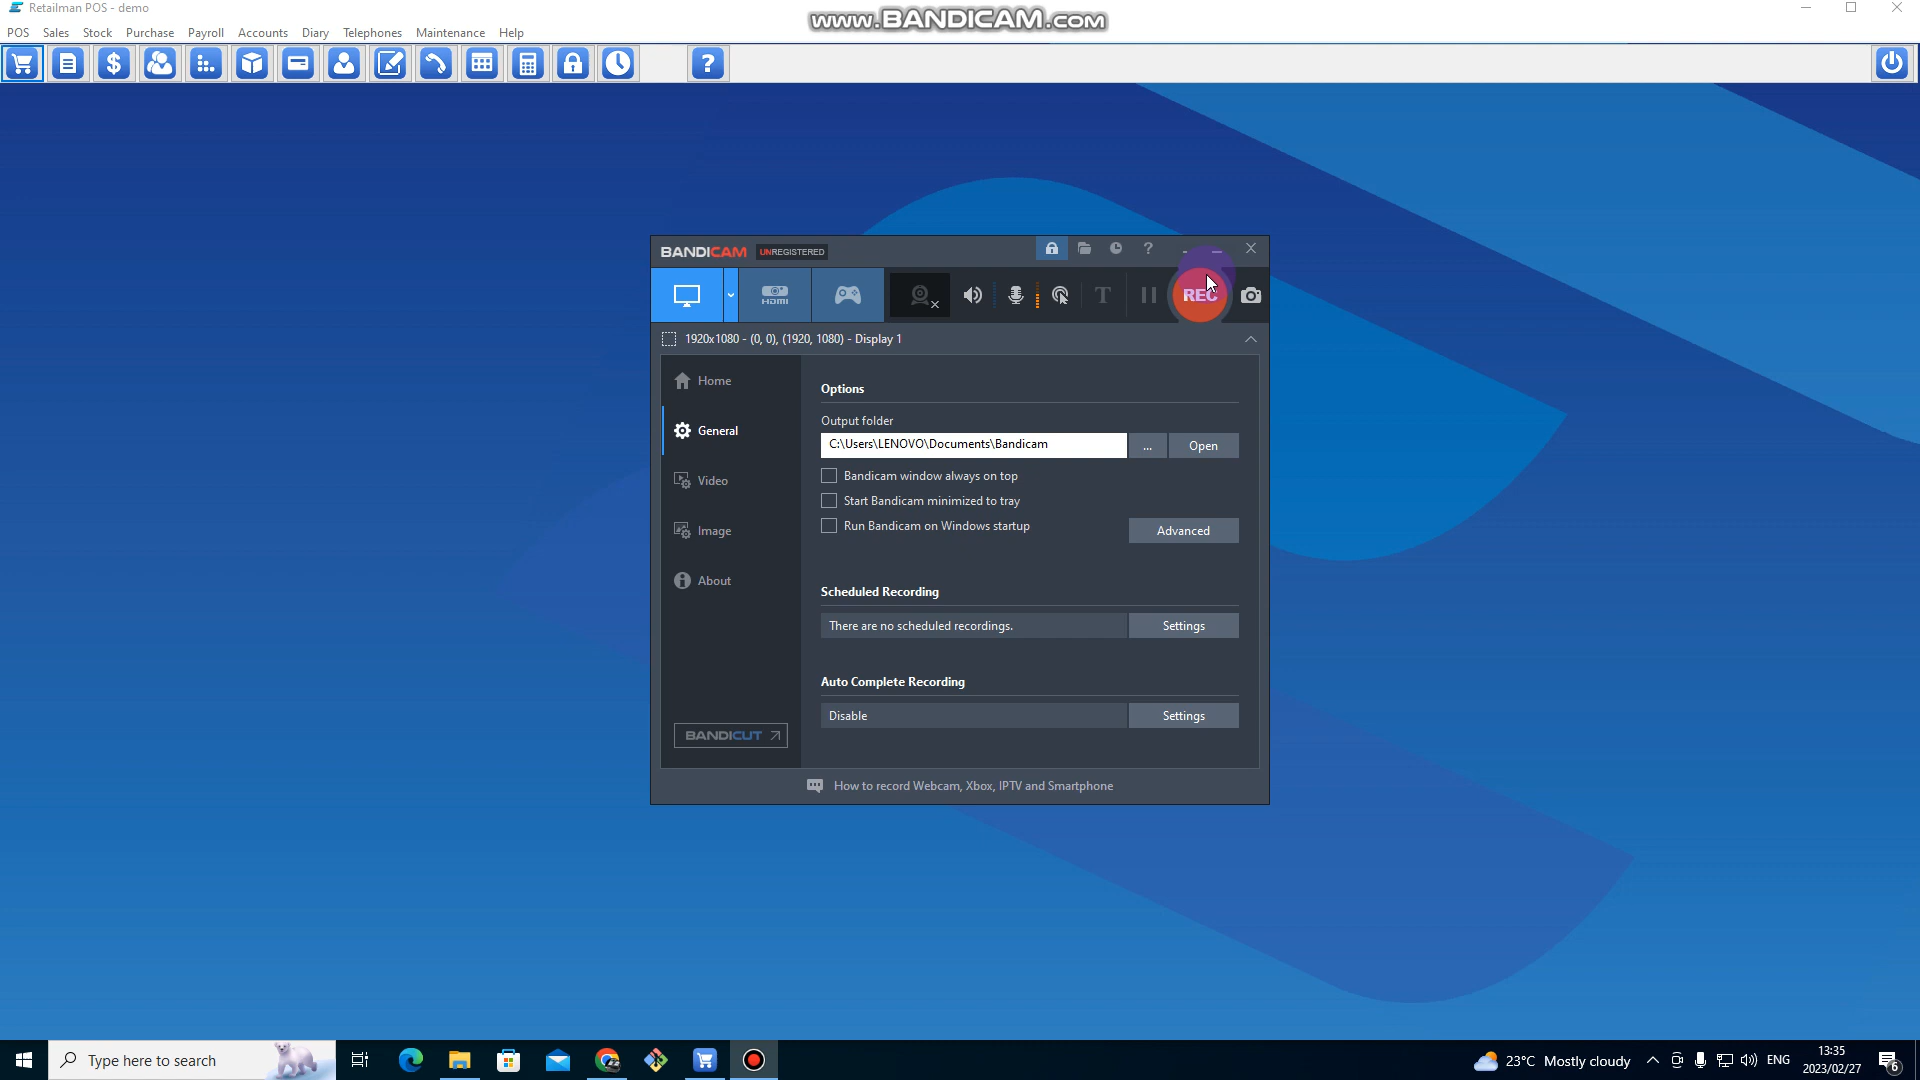 Retailman POS - demo
www.BANDICAM.com
POS Sales Stock Purchase Payroll Accounts Diary Telephones Maintenance Help
?
BANDICAM UNREGISTERED
?
HDMI
T
REC
1920x1080 - (0, 0), (1920, 1080) - Display 1
Home
General
Video
Image
About
BANDICUT
Options
Output folder
C:\Users\LENOVO\Documents\Bandicam
...
Open
Bandicam window always on top
Start Bandicam minimized to tray
Run Bandicam on Windows startup
Advanced
Scheduled Recording
There are no scheduled recordings.
Settings
Auto Complete Recording
Disable
Settings
How to record Webcam, Xbox, IPTV and Smartphone
Type here to search
23°C Mostly cloudy
ENG
13:35
2023/02/27
6